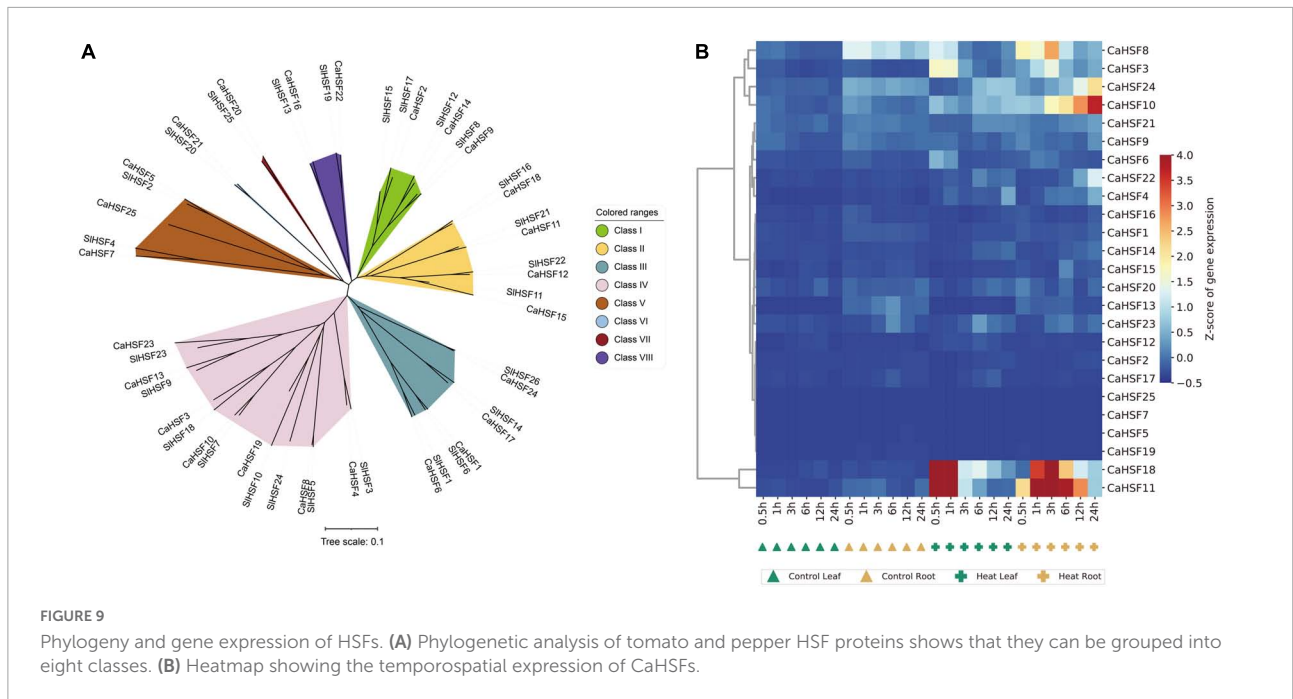 A
CaHSF20
SlHSF25
CaHSF16
SlHSF13
CaHSF22
SlHSF19
SlHSF15
SlHSF17
CaHSF2
SlHSF12
CaHSF14
SlHSF8
CaHSF9
CaHSF21
SlHSF20
SlHSF16
CaHSF18
CaHSF5
SlHSF2
CaHSF25
SlHSF21
CaHSF11
SlHSF4
CaHSF7
SlHSF22
CaHSF12
SlHSF11
CaHSF15
CaHSF23
SlHSF23
CaHSF13
SlHSF9
SlHSF26
CaHSF24
CaHSF3
SlHSF18
SlHSF14
CaHSF17
CaHSF10
SlHSF7
CaHSF19
SlHSF10
SlHSF24
CaHSF8
SlHSF5
SlHSF3
CaHSF4
CaHSF1
SlHSF6
SlHSF1
CaHSF6
Tree scale: 0.1
Colored ranges
Class I
Class II
Class III
Class IV
Class V
Class VI
Class VII
Class VIII
B
CaHSF8
CaHSF3
CaHSF24
CaHSF10
CaHSF21
CaHSF9
CaHSF6
CaHSF22
CaHSF4
CaHSF16
CaHSF1
CaHSF14
CaHSF15
CaHSF20
CaHSF13
CaHSF23
CaHSF12
CaHSF2
CaHSF17
CaHSF25
CaHSF7
CaHSF5
CaHSF19
CaHSF18
CaHSF11
4.0
3.5
3.0
2.5
2.0
1.5
1.0
0.5
0.0
−0.5
Z-score of gene expression
0.5h 1h 3h 6h 12h 24h 0.5h 1h 3h 6h 12h 24h 0.5h 1h 3h 6h 12h 24h 0.5h 1h 3h 6h 12h 24h
Control Leaf Control Root Heat Leaf Heat Root
FIGURE 9
Phylogeny and gene expression of HSFs. (A) Phylogenetic analysis of tomato and pepper HSF proteins shows that they can be grouped into
eight classes. (B) Heatmap showing the temporospatial expression of CaHSFs.